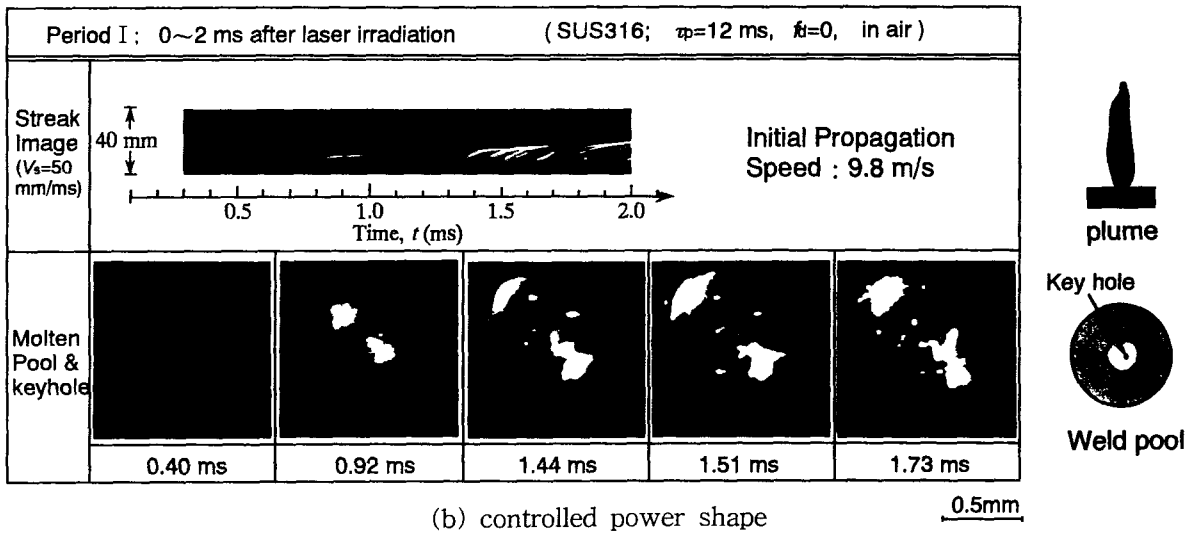 Period I ; 0~2 ms after laser irradiation (SUS316; τp=12 ms, fd=0, in air)
Streak
Image
(Vs=50
mm/ms)
40 mm
Initial Propagation
Speed : 9.8 m/s
0.5 1.0 1.5 2.0
Time, t (ms)
plume
Molten
Pool &
keyhole
Key hole
Weld pool
0.40 ms 0.92 ms 1.44 ms 1.51 ms 1.73 ms
(b) controlled power shape
0.5mm